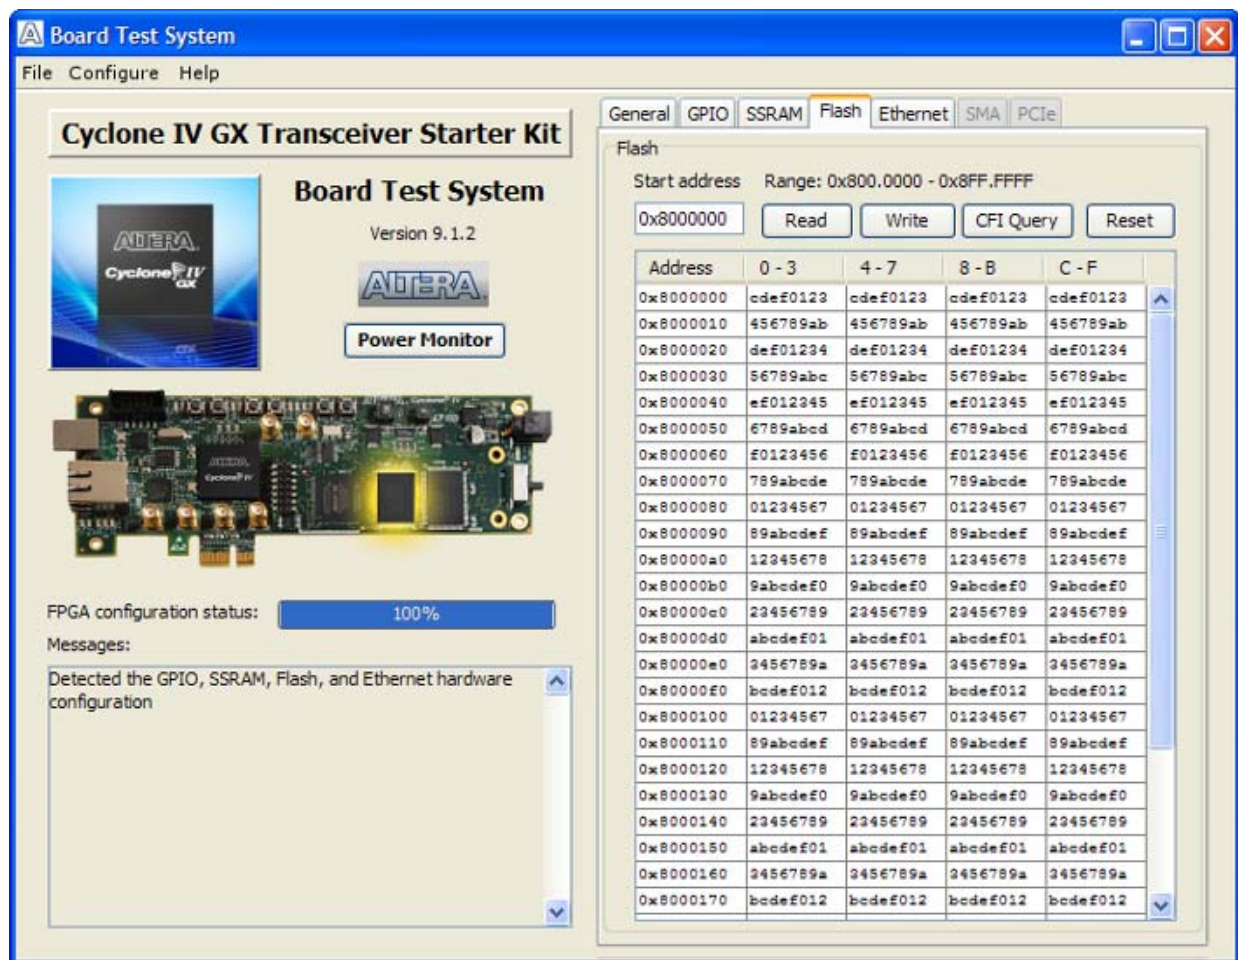 Board Test System
File Configure Help
Cyclone IV GX Transceiver Starter Kit
ALTERA
Cyclone IV
GX
Board Test System
Version 9.1.2
ALTERA
Power Monitor
FPGA configuration status: 100%
Messages:
Detected the GPIO, SSRAM, Flash, and Ethernet hardware
configuration
General GPIO SSRAM Flash Ethernet SMA PCIe
Flash
Start address Range: 0x800.0000 - 0x8FF.FFFF
0x8000000 Read Write CFI Query Reset
Address 0 - 3 4 - 7 8 - B C - F
0x8000000 cdef0123 cdef0123 cdef0123 cdef0123
0x8000010 456789ab 456789ab 456789ab 456789ab
0x8000020 def01234 def01234 def01234 def01234
0x8000030 56789abc 56789abc 56789abc 56789abc
0x8000040 ef012345 ef012345 ef012345 ef012345
0x8000050 6789abcd 6789abcd 6789abcd 6789abcd
0x8000060 f0123456 f0123456 f0123456 f0123456
0x8000070 789abcde 789abcde 789abcde 789abcde
0x8000080 01234567 01234567 01234567 01234567
0x8000090 89abcdef 89abcdef 89abcdef 89abcdef
0x80000a0 12345678 12345678 12345678 12345678
0x80000b0 9abcdef0 9abcdef0 9abcdef0 9abcdef0
0x80000c0 23456789 23456789 23456789 23456789
0x80000d0 abcdef01 abcdef01 abcdef01 abcdef01
0x80000e0 3456789a 3456789a 3456789a 3456789a
0x80000f0 bcdef012 bcdef012 bcdef012 bcdef012
0x8000100 01234567 01234567 01234567 01234567
0x8000110 89abcdef 89abcdef 89abcdef 89abcdef
0x8000120 12345678 12345678 12345678 12345678
0x8000130 9abcdef0 9abcdef0 9abcdef0 9abcdef0
0x8000140 23456789 23456789 23456789 23456789
0x8000150 abcdef01 abcdef01 abcdef01 abcdef01
0x8000160 3456789a 3456789a 3456789a 3456789a
0x8000170 bcdef012 bcdef012 bcdef012 bcdef012